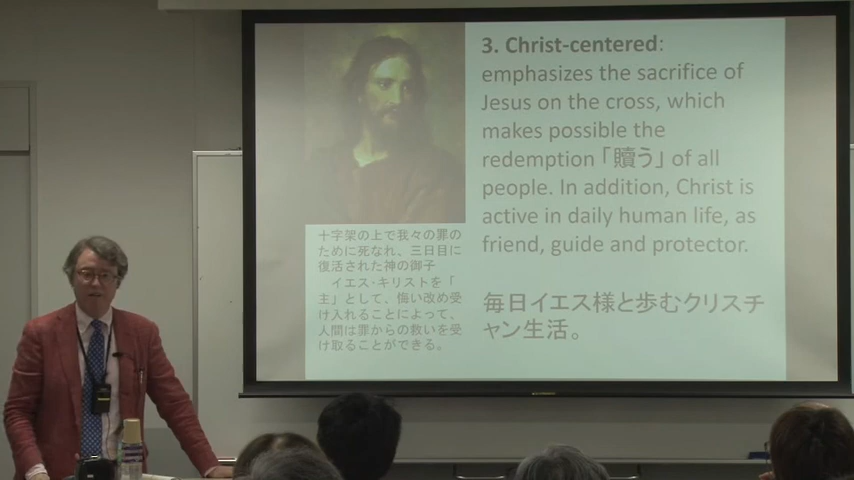 3. Christ-centered:
emphasizes the sacrifice of
Jesus on the cross, which
makes possible the
redemption「贖う」of all
people. In addition, Christ is
active in daily human life, as
friend, guide and protector.
毎日イエス様と歩むクリスチ
ャン生活。
十字架の上で我々の罪の
ために死なれ、三日目に
復活された神の御子
イエス・キリストを「
主」として、悔い改め受
け入れることによって、
人間は罪からの救いを受
け取ることができる。